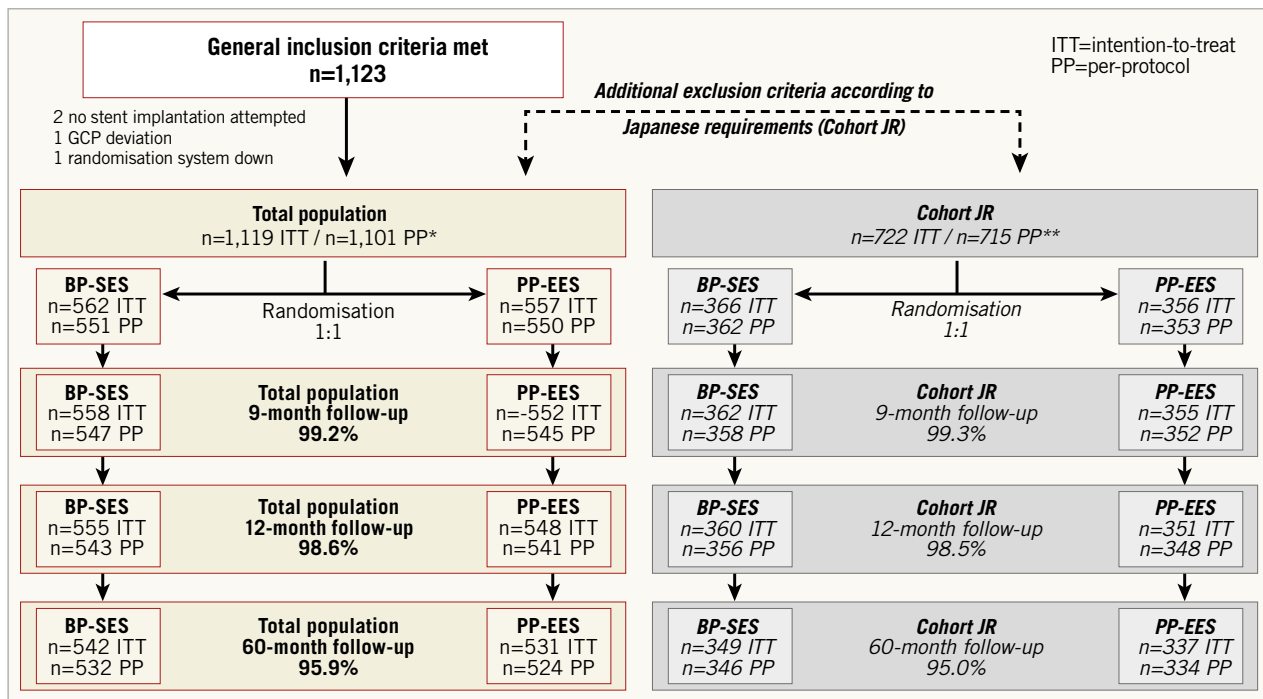 General inclusion criteria met
n=1,123
ITT=intention-to-treat
PP=per-protocol
2 no stent implantation attempted
1 GCP deviation
1 randomisation system down
Additional exclusion criteria according to
Japanese requirements (Cohort JR)
Total population
n=1,119 ITT / n=1,101 PP*
Cohort JR
n=722 ITT / n=715 PP**
BP-SES
n=562 ITT
n=551 PP
Randomisation
1:1
PP-EES
n=557 ITT
n=550 PP
BP-SES
n=366 ITT
n=362 PP
Randomisation
1:1
PP-EES
n=356 ITT
n=353 PP
BP-SES
n=558 ITT
n=547 PP
Total population
9-month follow-up
99.2%
PP-EES
n=-552 ITT
n=545 PP
BP-SES
n=362 ITT
n=358 PP
Cohort JR
9-month follow-up
99.3%
PP-EES
n=355 ITT
n=352 PP
BP-SES
n=555 ITT
n=543 PP
Total population
12-month follow-up
98.6%
PP-EES
n=548 ITT
n=541 PP
BP-SES
n=360 ITT
n=356 PP
Cohort JR
12-month follow-up
98.5%
PP-EES
n=351 ITT
n=348 PP
BP-SES
n=542 ITT
n=532 PP
Total population
60-month follow-up
95.9%
PP-EES
n=531 ITT
n=524 PP
BP-SES
n=349 ITT
n=346 PP
Cohort JR
60-month follow-up
95.0%
PP-EES
n=337 ITT
n=334 PP